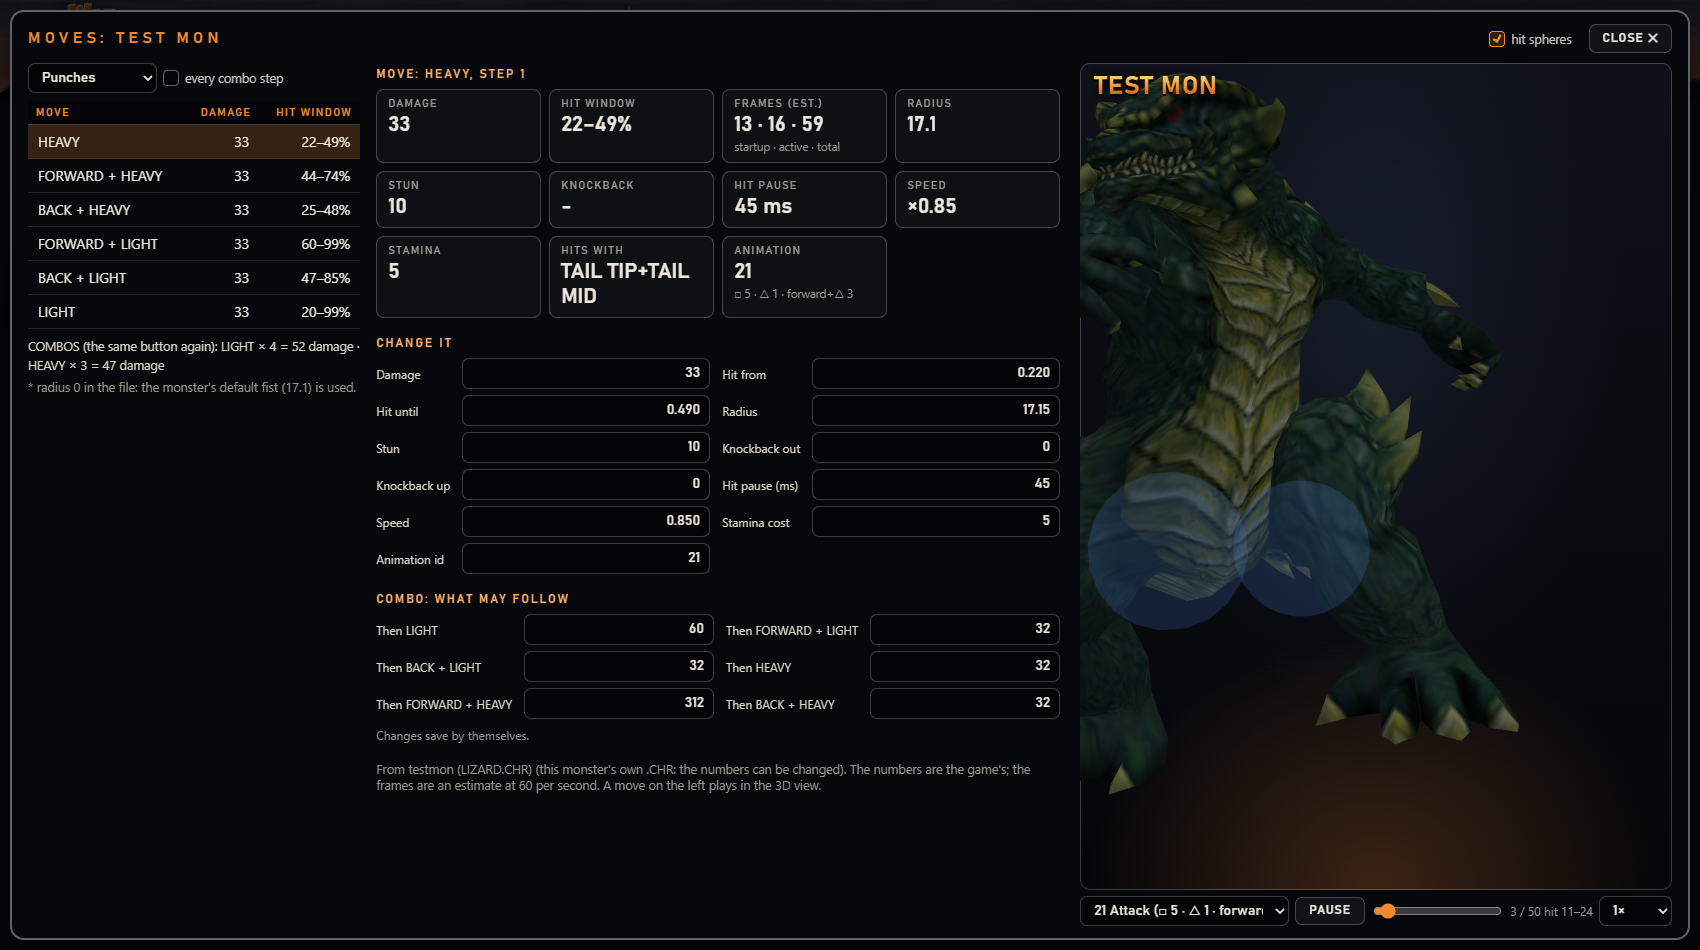 MOVES: TEST MON
hit spheres
CLOSE ✕
Punches
every combo step
MOVE DAMAGE HIT WINDOW
HEAVY 33 22–49%
FORWARD + HEAVY 33 44–74%
BACK + HEAVY 33 25–48%
FORWARD + LIGHT 33 60–99%
BACK + LIGHT 33 47–85%
LIGHT 33 20–99%
COMBOS (the same button again): LIGHT × 4 = 52 damage ·
HEAVY × 3 = 47 damage
* radius 0 in the file: the monster's default fist (17.1) is used.
MOVE: HEAVY, STEP 1
DAMAGE
33
HIT WINDOW
22–49%
FRAMES (EST.)
13 · 16 · 59
startup · active · total
RADIUS
17.1
STUN
10
KNOCKBACK
–
HIT PAUSE
45 ms
SPEED
×0.85
STAMINA
5
HITS WITH
TAIL TIP+TAIL
MID
ANIMATION
21
□ 5 · △ 1 · forward+△ 3
CHANGE IT
Damage 33
Hit from 0.220
Hit until 0.490
Radius 17.15
Stun 10
Knockback out 0
Knockback up 0
Hit pause (ms) 45
Speed 0.850
Stamina cost 5
Animation id 21
COMBO: WHAT MAY FOLLOW
Then LIGHT 60
Then FORWARD + LIGHT 32
Then BACK + LIGHT 32
Then HEAVY 32
Then FORWARD + HEAVY 312
Then BACK + HEAVY 32
Changes save by themselves.
From testmon (LIZARD.CHR) (this monster's own .CHR: the numbers can be changed). The numbers are the game's; the
frames are an estimate at 60 per second. A move on the left plays in the 3D view.
TEST MON
21 Attack (□ 5 · △ 1 · forwar
PAUSE
3 / 50 hit 11–24
1×